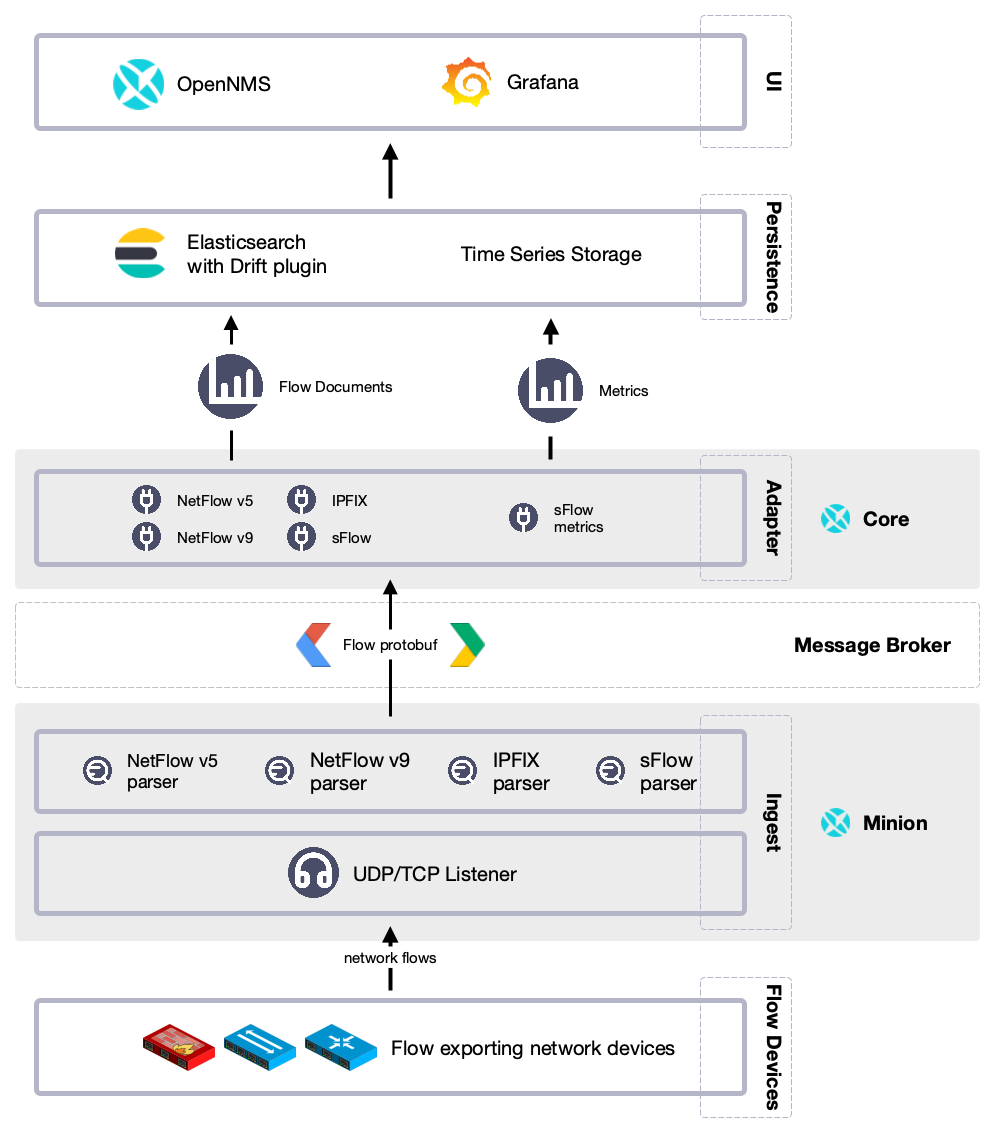 OpenNMS
Grafana
UI
Elasticsearch
with Drift plugin
Time Series Storage
Persistence
Flow Documents
Metrics
NetFlow v5
IPFIX
NetFlow v9
sFlow
sFlow
metrics
Adapter
Core
Flow protobuf
Message Broker
NetFlow v5
parser
NetFlow v9
parser
IPFIX
parser
sFlow
parser
Ingest
Minion
UDP/TCP Listener
network flows
Flow exporting network devices
Flow Devices